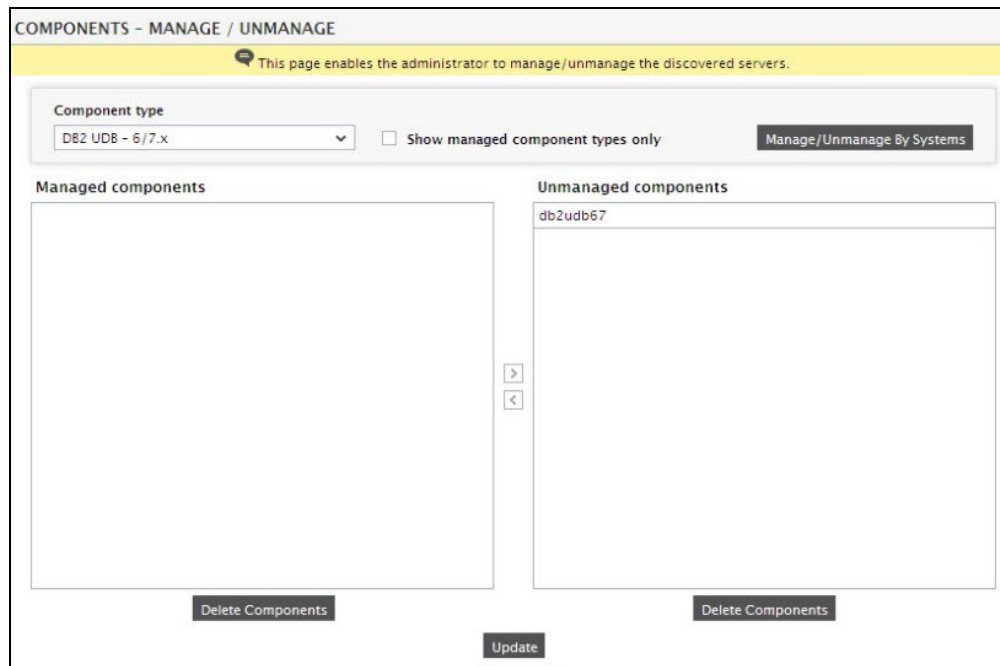 COMPONENTS - MANAGE / UNMANAGE
This page enables the administrator to manage/unmanage the discovered servers.
Component type
DB2 UDB - 6/7.x
Show managed component types only
Manage/Unmanage By Systems
Managed components
Unmanaged components
db2udb67
>
<
Delete Components
Delete Components
Update